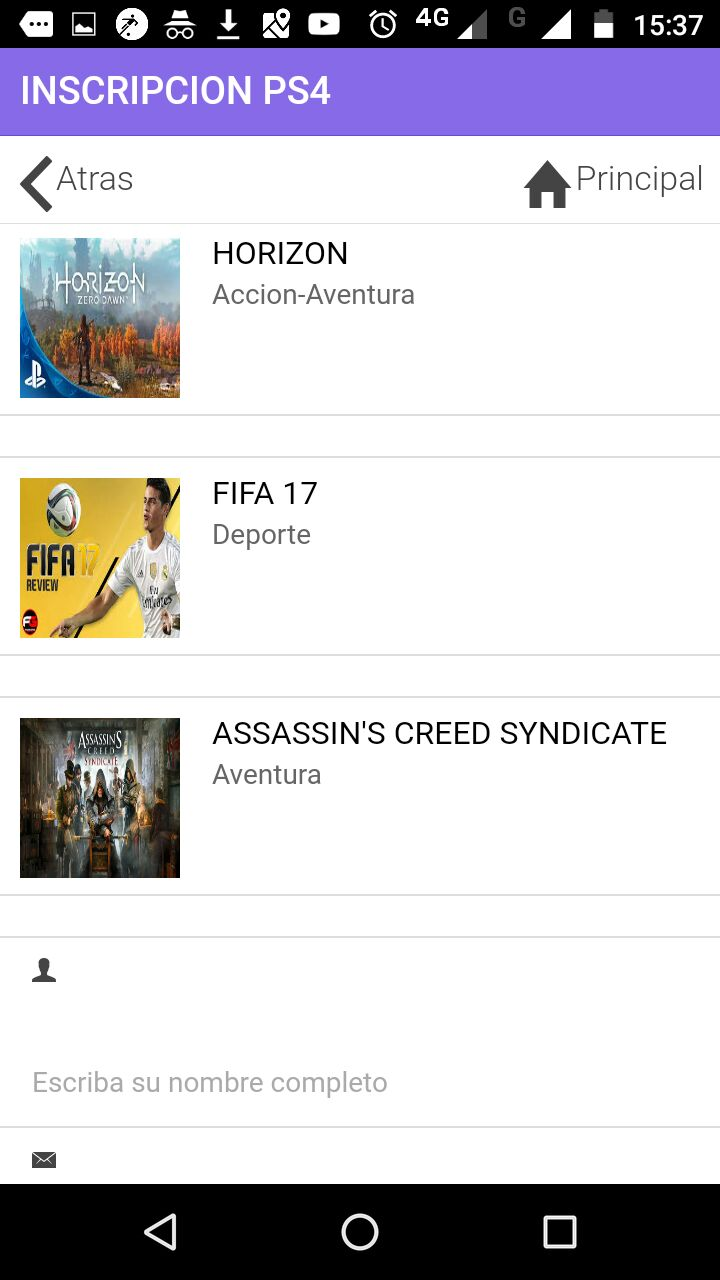 4G G 15:37
INSCRIPCION PS4
Atras Principal
HORIZON
ZERO DAWN
HORIZON
Accion-Aventura
FIFA 17
REVIEW
FIFA 17
Deporte
ASSASSIN'S
CREED
SYNDICATE
ASSASSIN'S CREED SYNDICATE
Aventura
Escriba su nombre completo